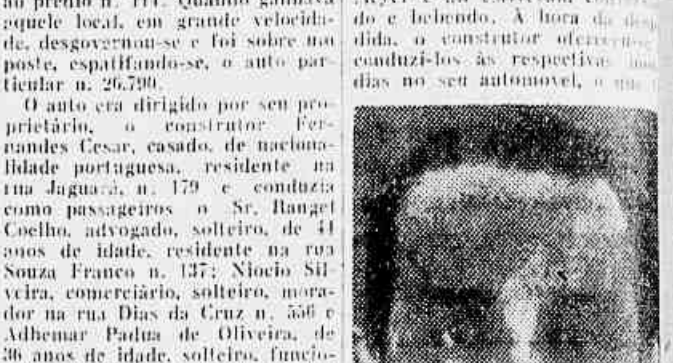 ao prédio n. 111. Quando ganhava
aquele local, em grande velocida-
de, desgovernou-se e foi sobre um
poste, espatifando-se, o auto par-
ticular n. 26.790.
O auto era dirigido por seu pro-
prietário, o construtor Fer-
nandes Cesar, casado, de naciona-
lidade portuguesa, residente na
rua Jaguará, n. 179 e conduzia
como passageiros o Sr. Rangel
Coelho, advogado, solteiro, de 41
anos de idade, residente na rua
Souza Franco n. 137; Niocio Sil-
veira, comerciário, solteiro, mora-
dor na rua Dias da Cruz n. 556 e
Adhemar Padua de Oliveira, de
36 anos de idade, solteiro, funcio-
do e bebendo. À hora da
dida, o construtor
conduzi-los às respectivas
dias no seu automovel, o